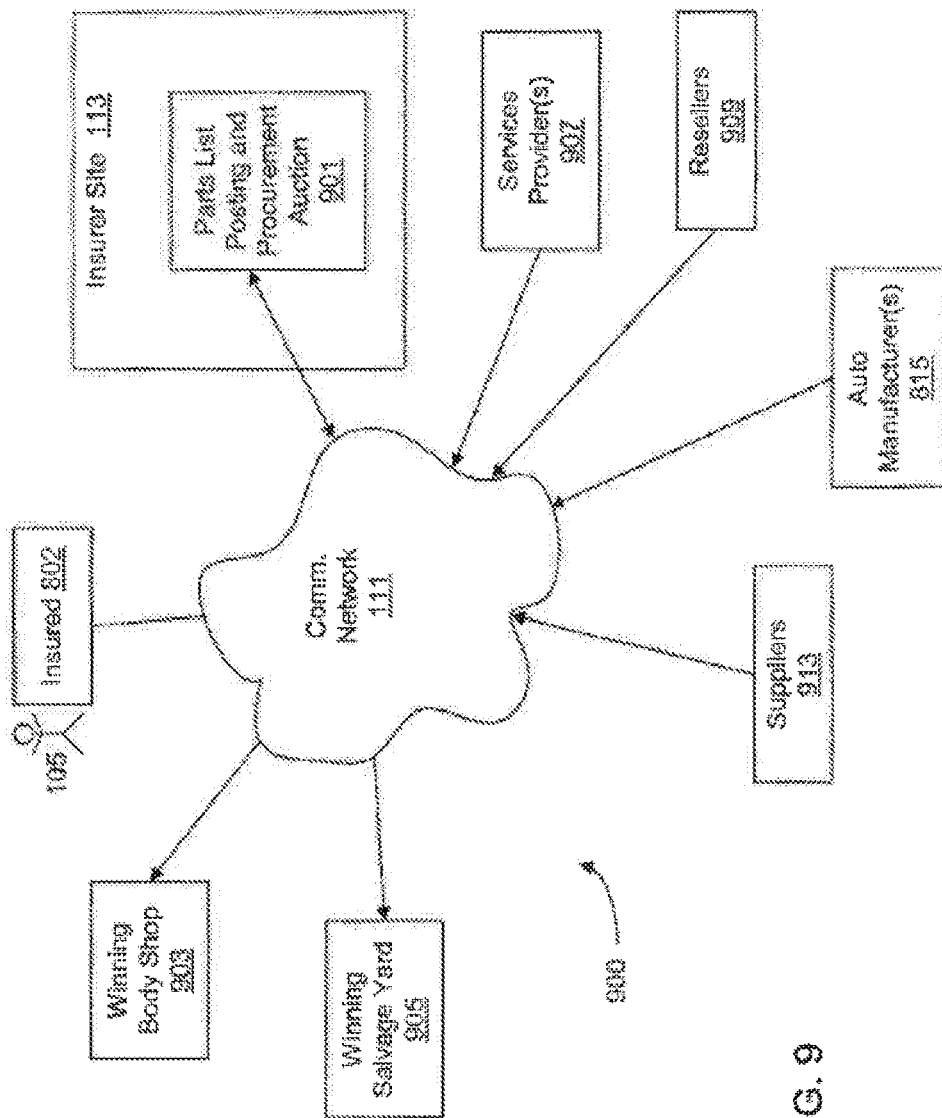 105
Insured 802
Insurer Site 113
Parts List
Posting and
Procurement
Auction
901
Winning
Body Shop
903
Comm.
Network
111
Services
Provider(s)
907
Winning
Salvage Yard
905
Resellers
909
Suppliers
913
Auto
Manufacturer(s)
815
900
G. 9